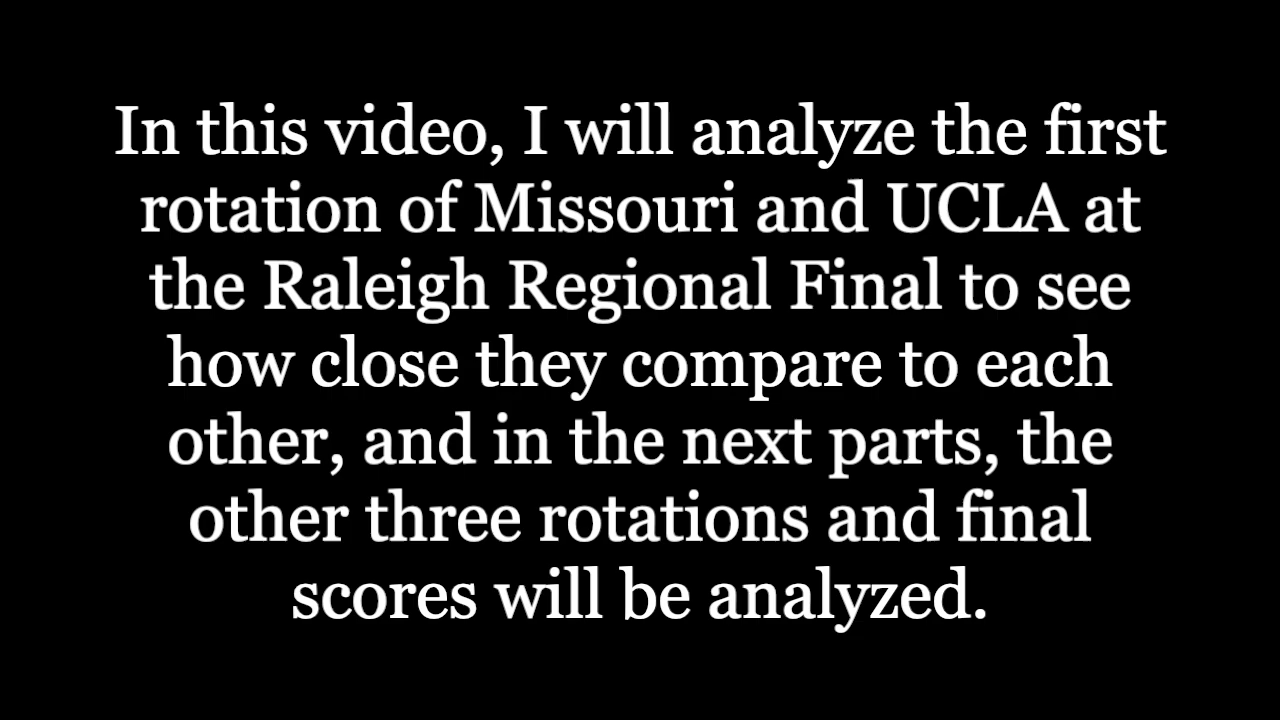 In this video, I will analyze the first
rotation of Missouri and UCLA at
the Raleigh Regional Final to see
how close they compare to each
other, and in the next parts, the
other three rotations and final
scores will be analyzed.